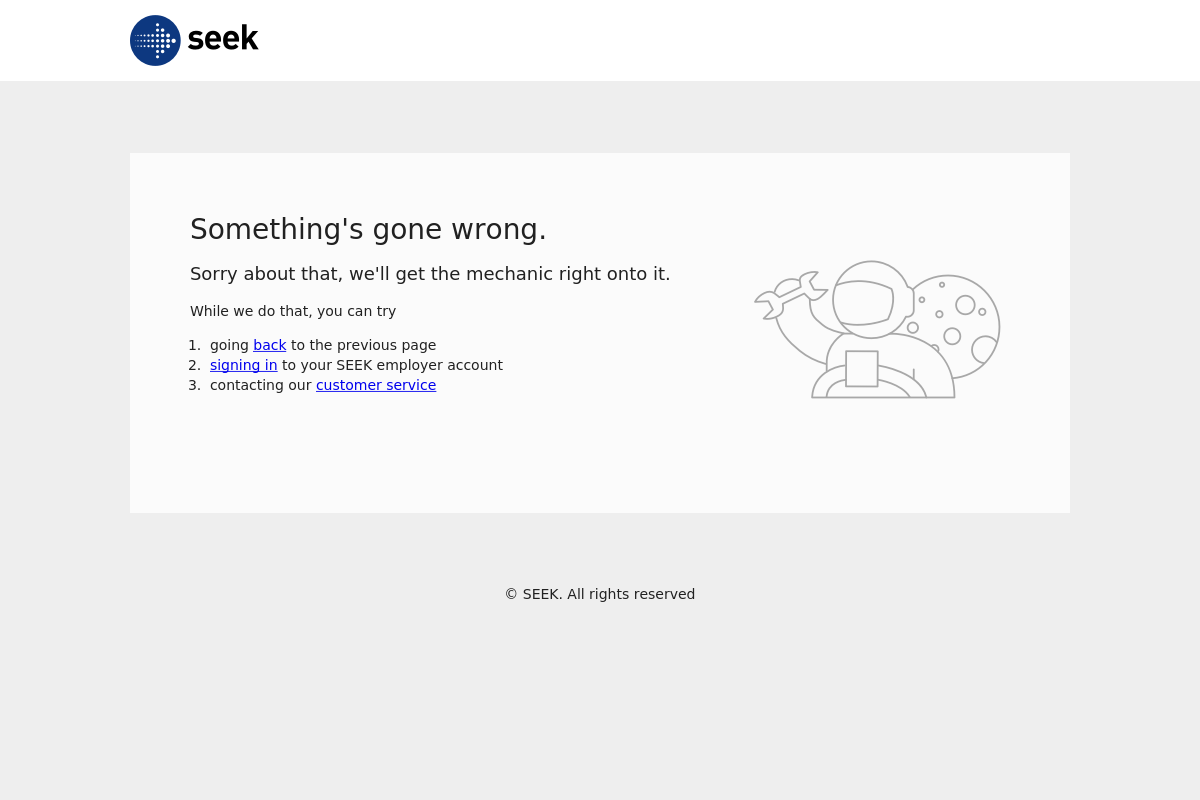 seek
Something's gone wrong.
Sorry about that, we'll get the mechanic right onto it.
While we do that, you can try
1. going back to the previous page
2. signing in to your SEEK employer account
3. contacting our customer service
© SEEK. All rights reserved